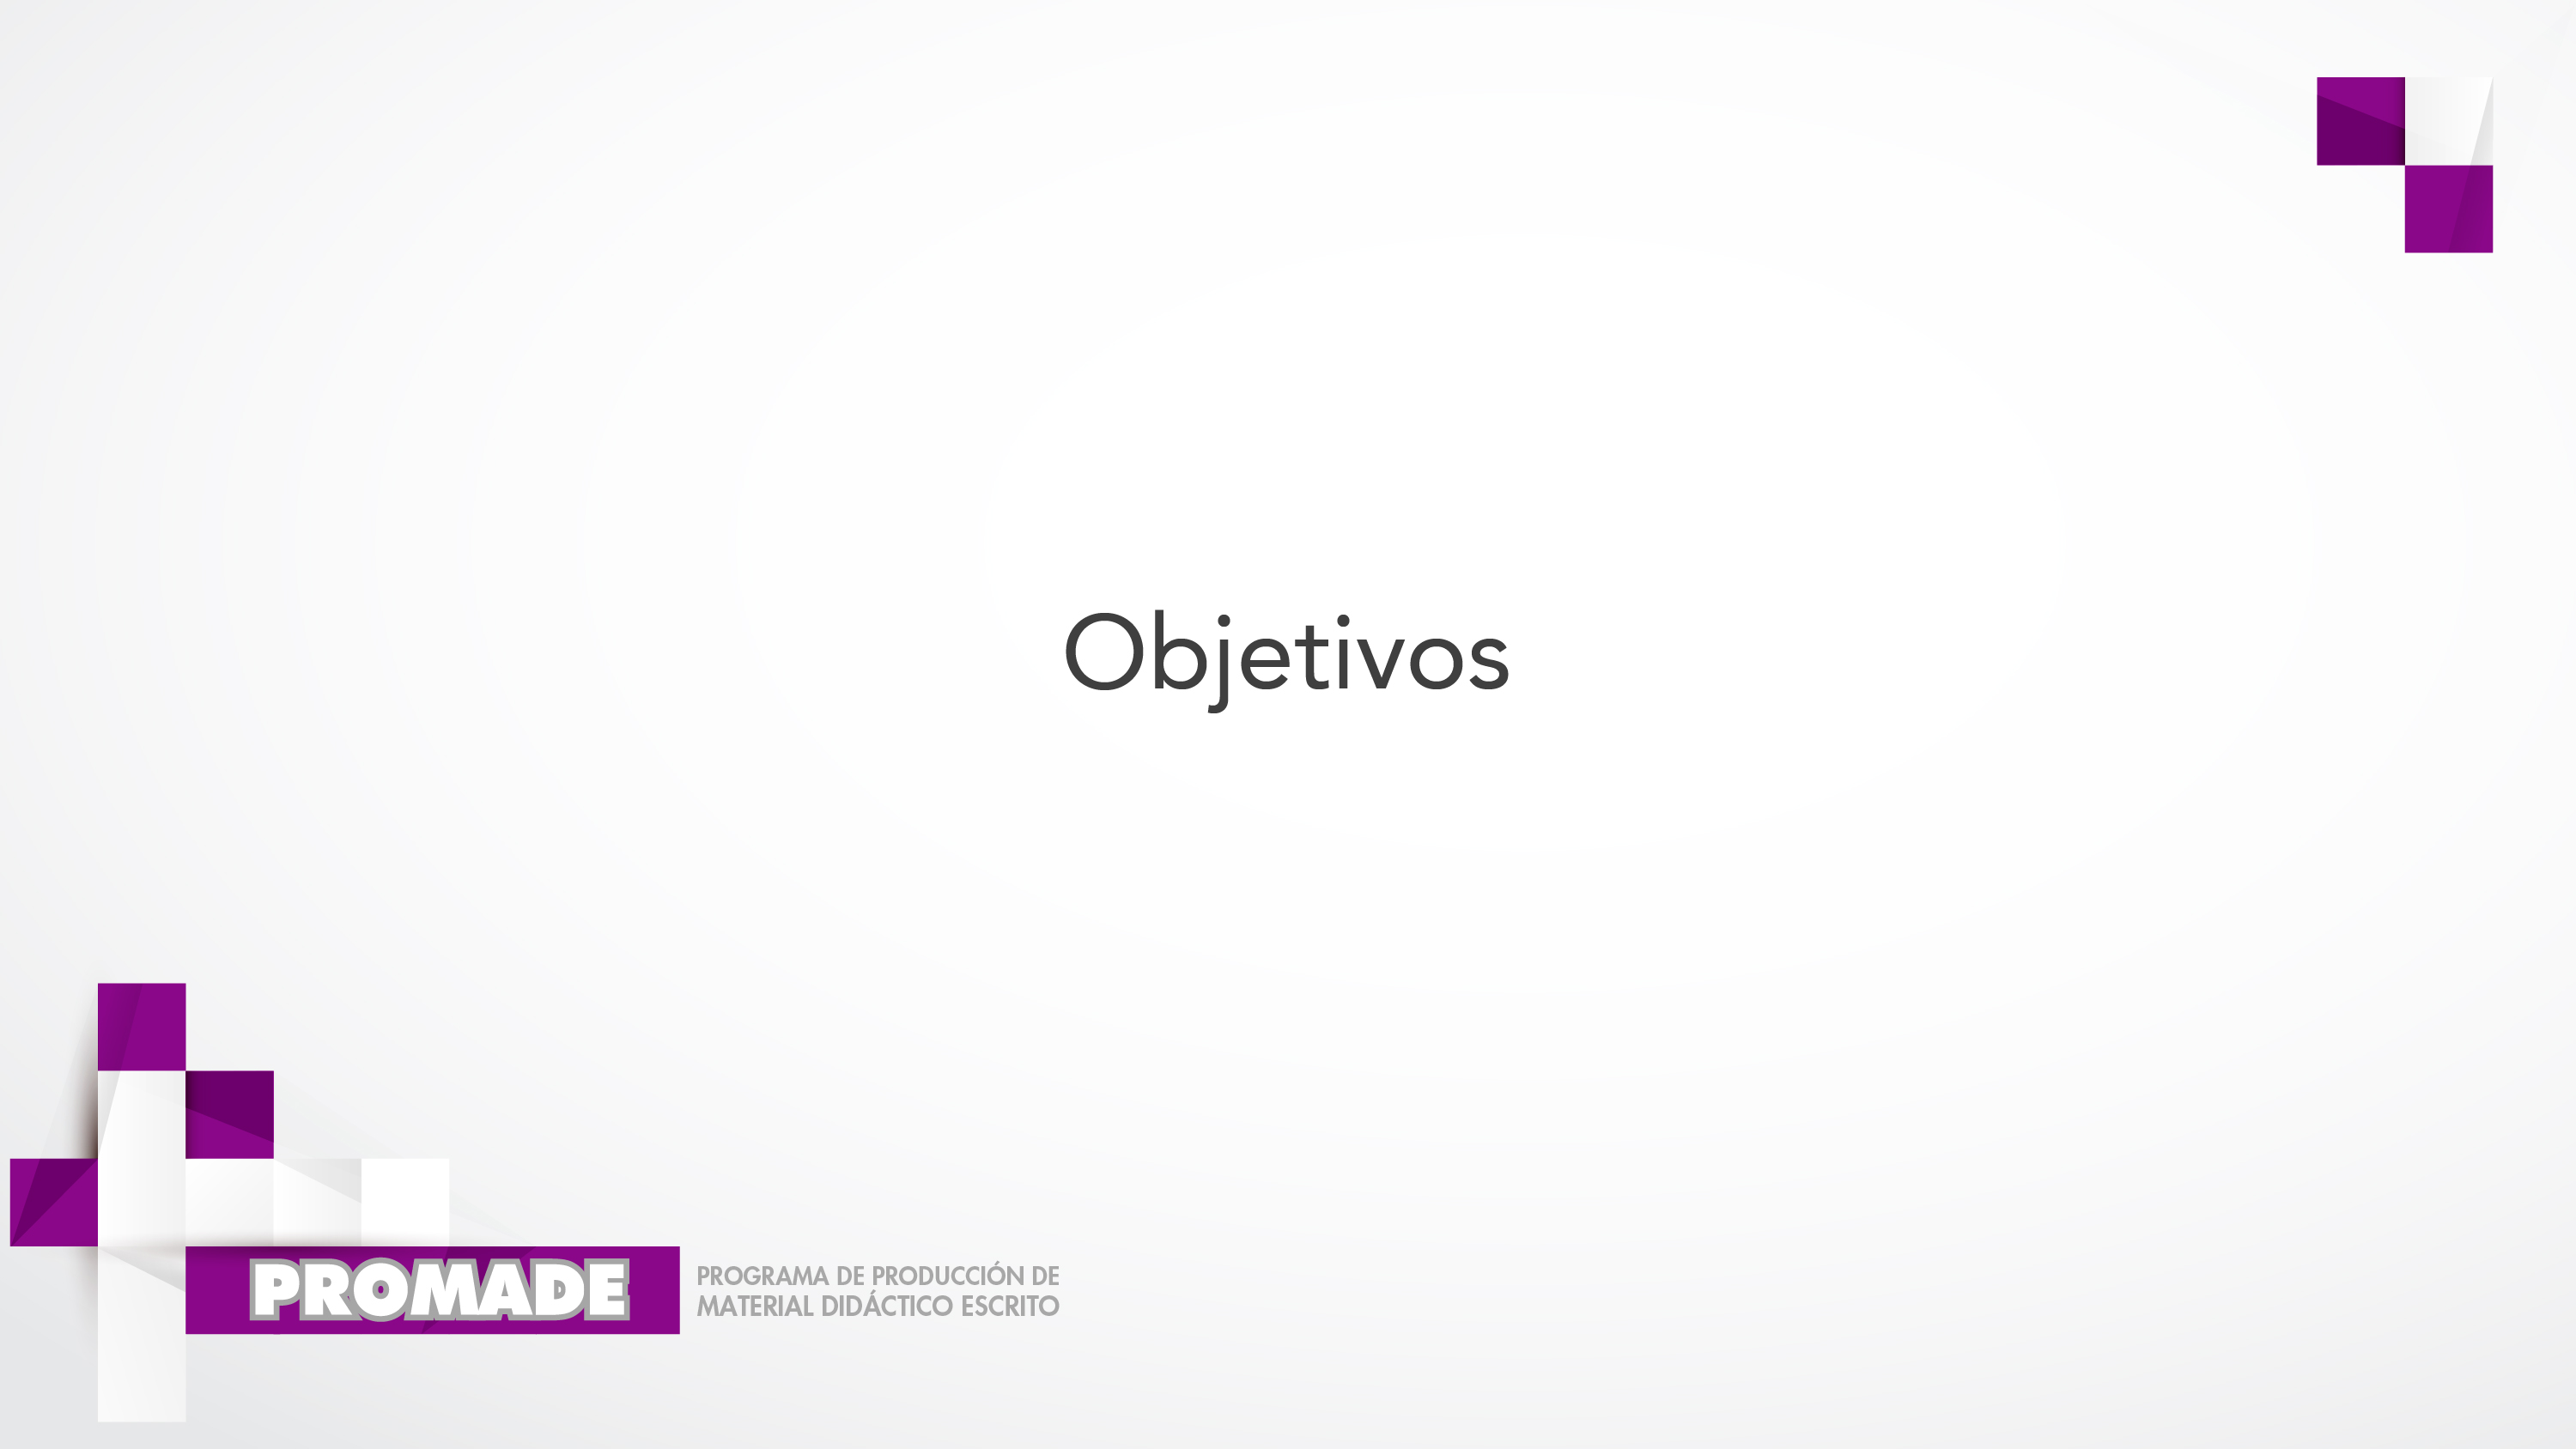 Objetivos
PROMADE
PROGRAMA DE PRODUCCIÓN DE
MATERIAL DIDÁCTICO ESCRITO